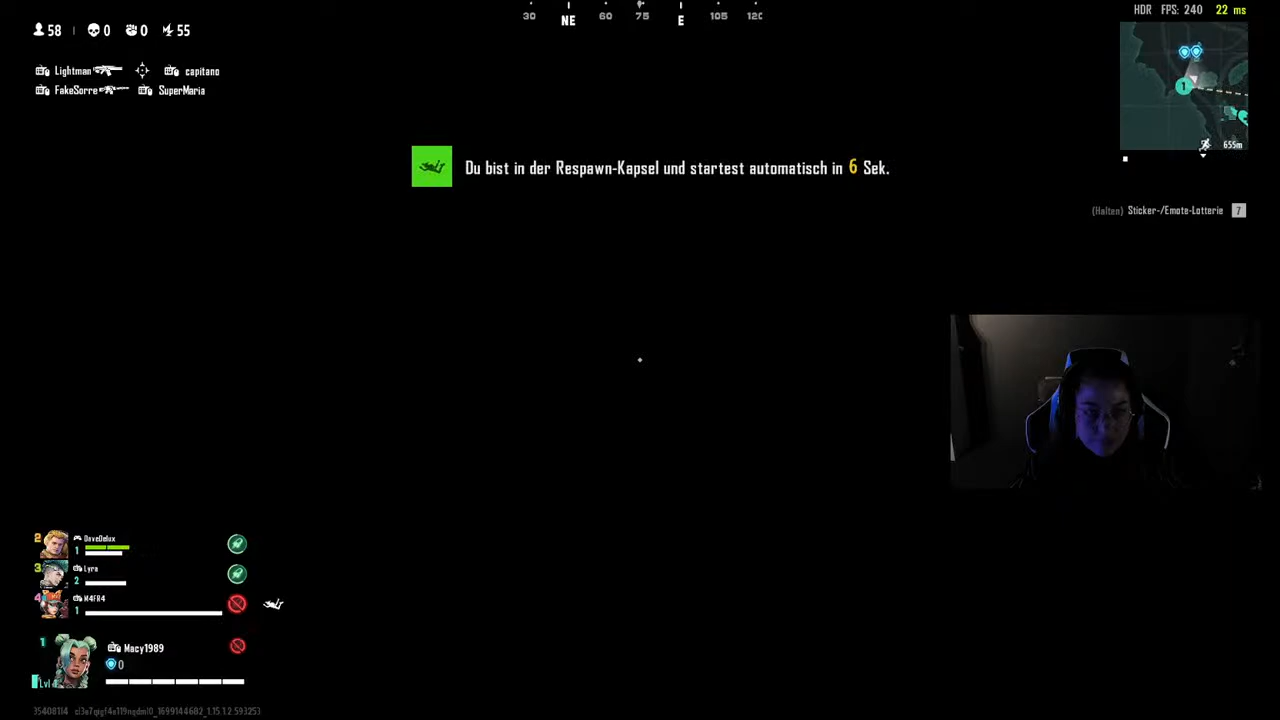 30 NE 60 75 E 105 120
HDR FPS: 240 22 ms
58 0 0 55
Lightman capitano
FakeSorre SuperMaria
1
655m
Du bist in der Respawn-Kapsel und startest automatisch in 6 Sek.
(Halten) Sticker-/Emote-Lotterie 7
2 DaveDelux
1
3 Lyra
2
4 M4FR4
1
1 Macy1989
0
Lvl